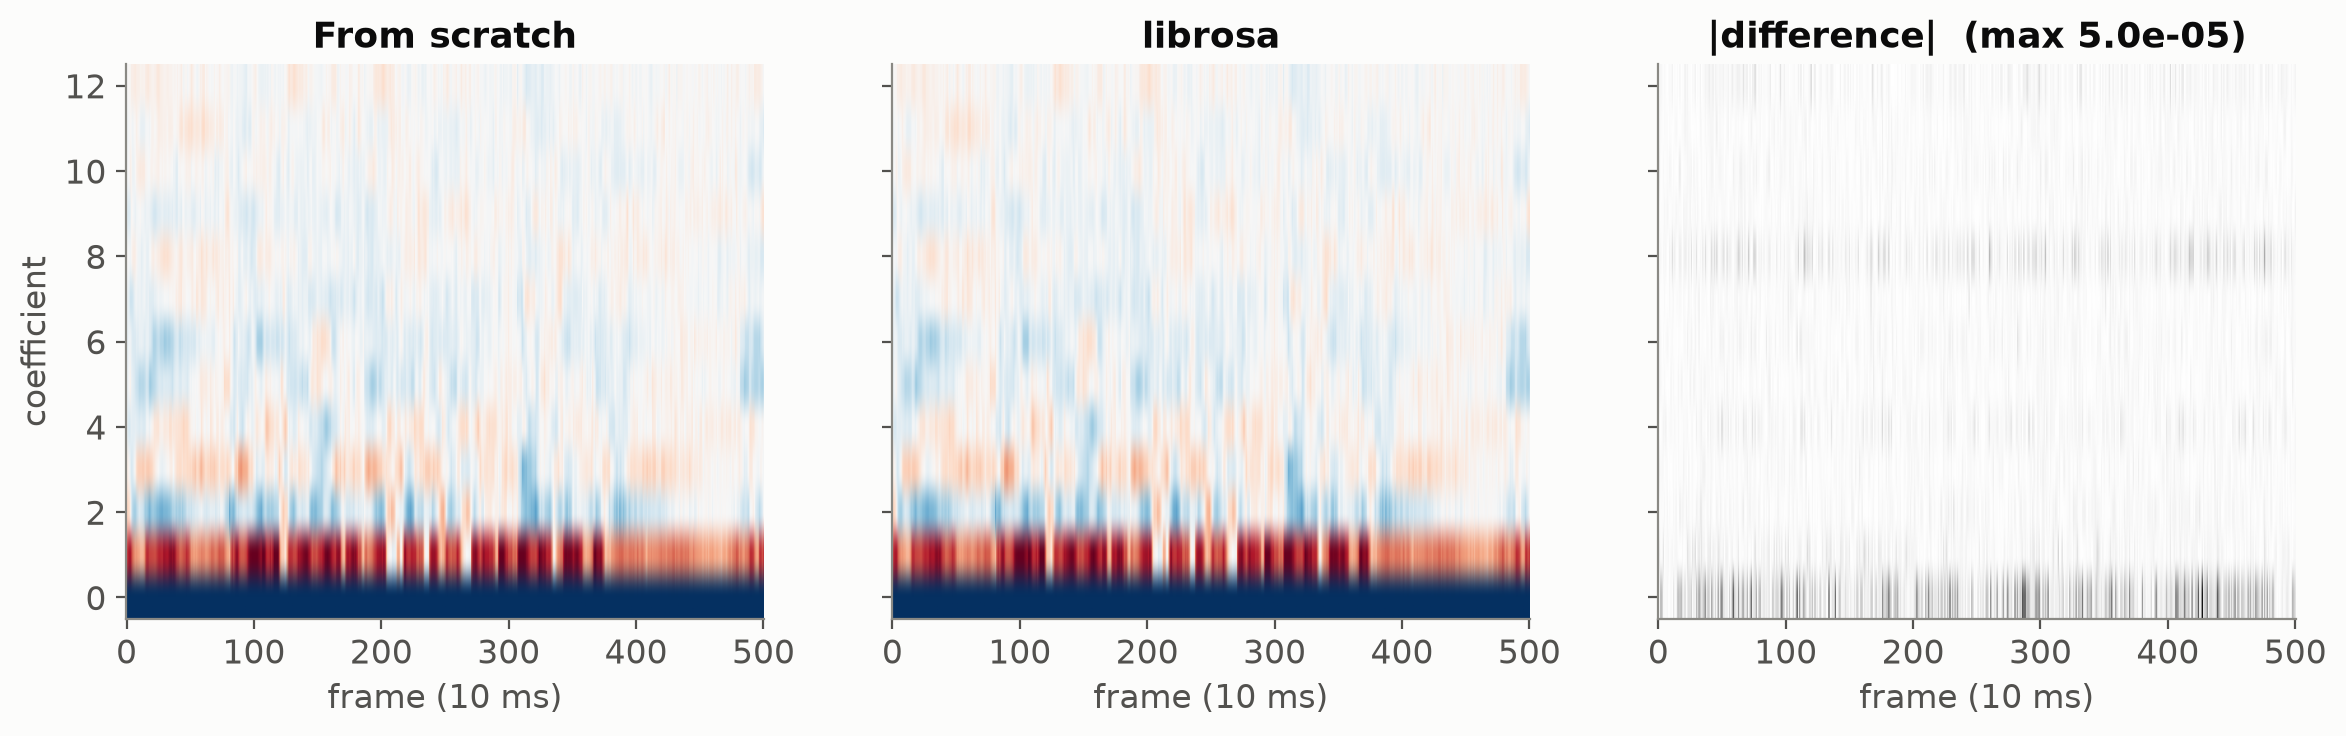 From scratch
librosa
|difference| (max 5.0e-05)
coefficient
12
10
8
6
4
2
0
0 100 200 300 400 500
0 100 200 300 400 500
0 100 200 300 400 500
frame (10 ms)
frame (10 ms)
frame (10 ms)